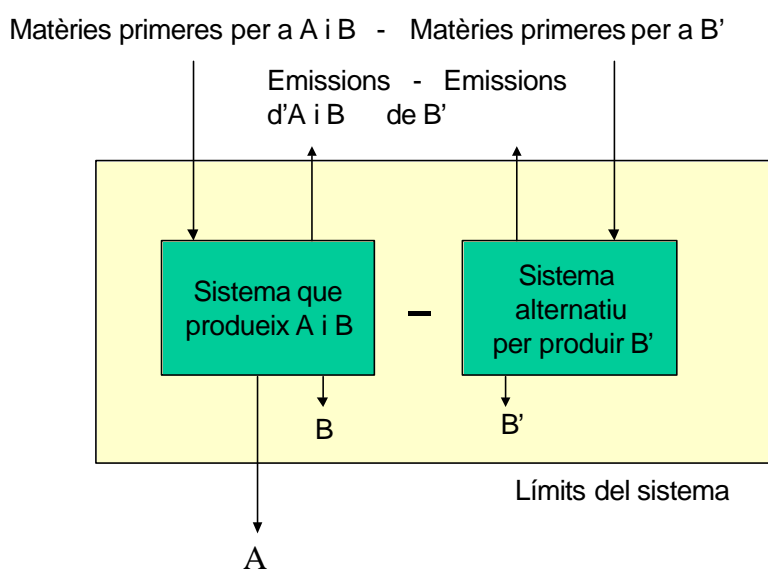 Matèries primeres per a A i B - Matèries primeres per a B’
Emissions - Emissions
d’A i B de B’
Sistema que
produeix A i B
–
Sistema
alternatiu
per produir B’
B
B’
Límits del sistema
A